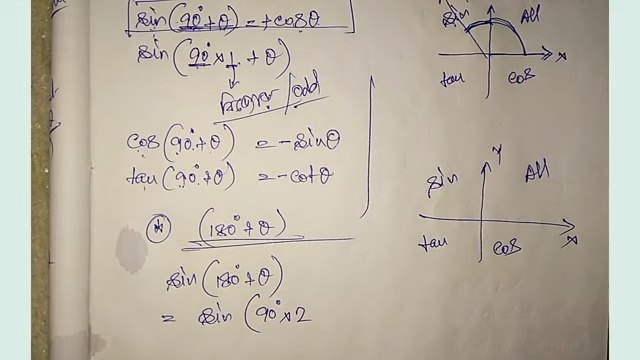 sin(90°+θ) = +cosθ
sin(90°×1 + θ)
বিজোড়/odd
cos(90°+θ) = -sinθ
tan(90°+θ) = -cotθ
(180°+θ)
sin(180°+θ)
= sin(90°×2
sin All
x
tan cos
y
sin All
x
tan cos